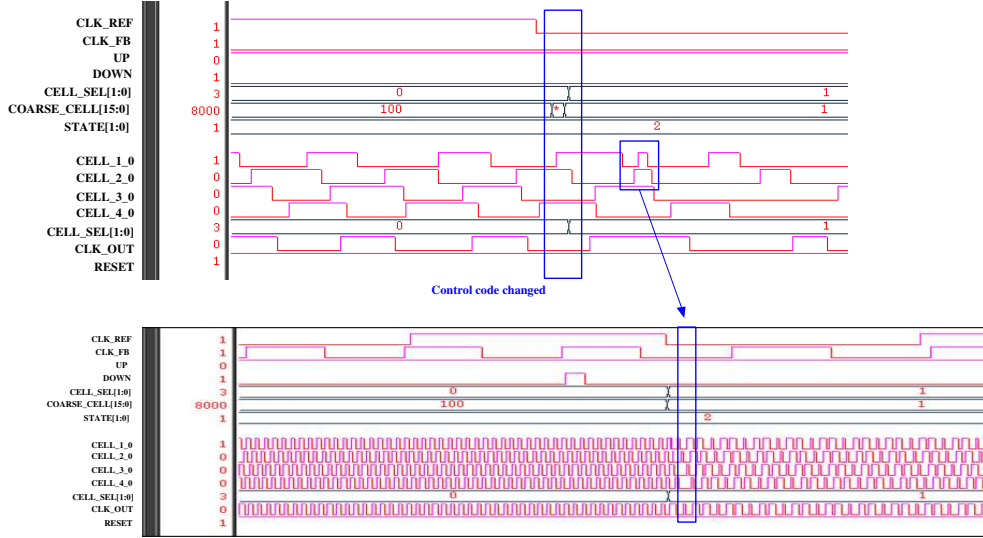 CLK_REF 1
CLK_FB 1
UP 0
DOWN 1
CELL_SEL[1:0] 3 0 1
COARSE_CELL[15:0] 8000 100 * 1
STATE[1:0] 1 2
CELL_1_0 1
CELL_2_0 0
CELL_3_0 0
CELL_4_0 0
CELL_SEL[1:0] 3 0 1
CLK_OUT 0
RESET 1
Control code changed
CLK_REF 1
CLK_FB 1
UP 0
DOWN 1
CELL_SEL[1:0] 3 0 1
COARSE_CELL[15:0] 8000 100 1
STATE[1:0] 1 2
CELL_1_0 1
CELL_2_0 0
CELL_3_0 0
CELL_4_0 0
CELL_SEL[1:0] 3 0 1
CLK_OUT 0
RESET 1